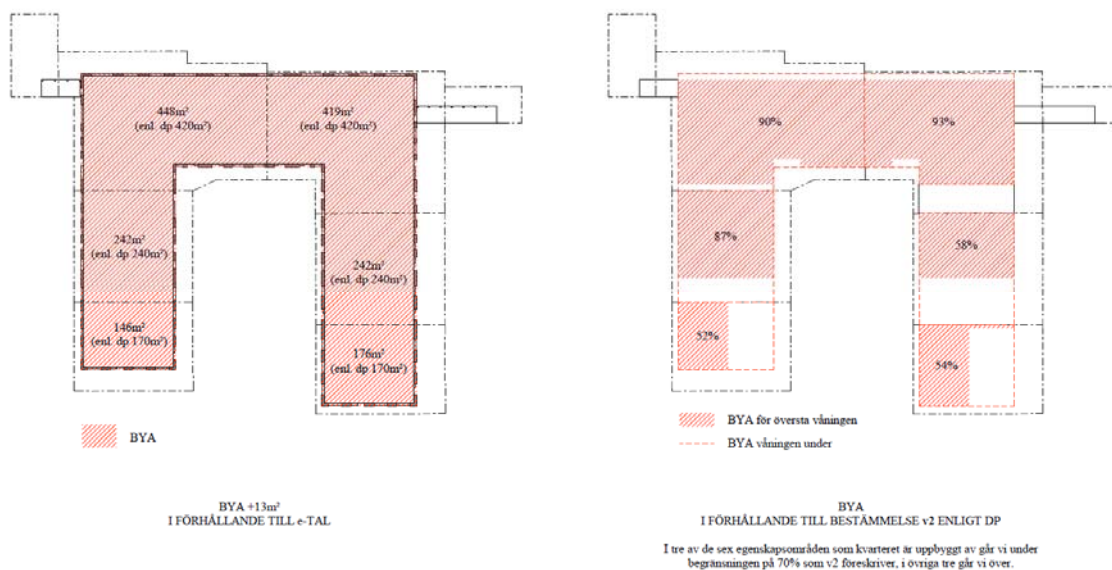 448m²
(enl. dp 420m²)
419m²
(enl. dp 420m²)
242m²
(enl. dp 240m²)
242m²
(enl. dp 240m²)
146m²
(enl. dp 170m²)
176m²
(enl. dp 170m²)
BYA
BYA +13m²
I FÖRHÅLLANDE TILL e-TAL
90%
93%
87%
58%
52%
54%
BYA för översta våningen
BYA våningen under
BYA
I FÖRHÅLLANDE TILL BESTÄMMELSE v2 ENLIGT DP
I tre av de sex egenskapsområden som kvarteret är uppbyggt av går vi under
begränsningen på 70% som v2 föreskriver, i övriga tre går vi över.